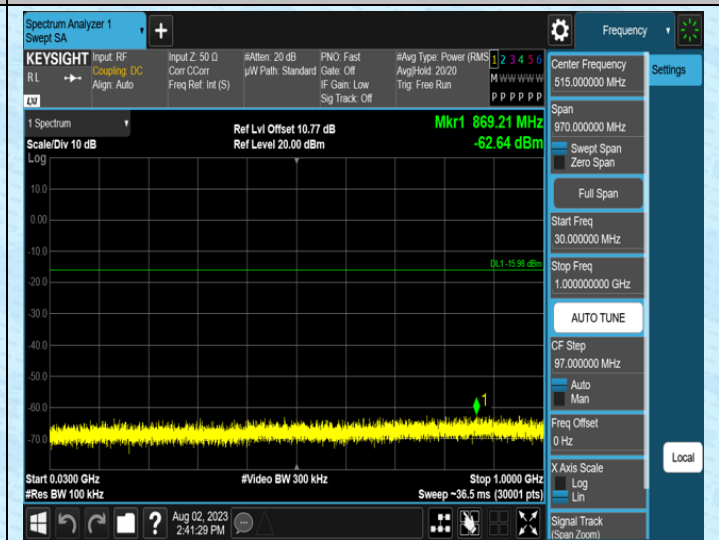 Spectrum Analyzer 1
Swept SA
Frequency
KEYSIGHT
Input: RF
Coupling: DC
Align: Auto
Input Z: 50 Ω
Corr CCorr
Freq Ref: Int (S)
#Atten: 20 dB
µW Path: Standard
PNO: Fast
Gate: Off
IF Gain: Low
Sig Track: Off
#Avg Type: Power (RMS
Avg|Hold: 20/20
Trig: Free Run
1 2 3 4 5 6
M W W W W W
P P P P P P
R L
LXI
Center Frequency
515.000000 MHz
Settings
Span
970.000000 MHz
Swept Span
Zero Span
Full Span
Start Freq
30.000000 MHz
Stop Freq
1.000000000 GHz
AUTO TUNE
CF Step
97.000000 MHz
Auto
Man
Freq Offset
0 Hz
X Axis Scale
Log
Lin
Signal Track
(Span Zoom)
Local
1 Spectrum
Scale/Div 10 dB
Log
Ref Lvl Offset 10.77 dB
Ref Level 20.00 dBm
Mkr1 869.21 MHz
-62.64 dBm
10.0
0.00
-10.0
DL1 -15.98 dBm
-20.0
-30.0
-40.0
-50.0
-60.0
1
-70.0
Start 0.0300 GHz
#Res BW 100 kHz
#Video BW 300 kHz
Stop 1.0000 GHz
Sweep ~36.5 ms (30001 pts)
?
Aug 02, 2023
2:41:29 PM